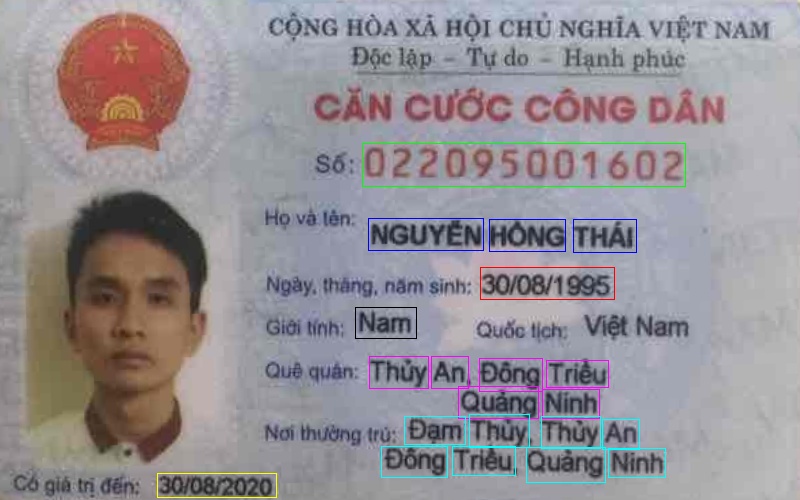 CỘNG HÒA XÃ HỘI CHỦ NGHĨA VIỆT NAM
Độc lập - Tự do - Hạnh phúc
CĂN CƯỚC CÔNG DÂN
Số: 022095001602
Họ và tên: NGUYỄN HỒNG THÁI
Ngày, tháng, năm sinh: 30/08/1995
Giới tính: Nam Quốc tịch: Việt Nam
Quê quán: Thủy An, Đông Triều
Quảng Ninh
Nơi thường trú: Đạm Thủy, Thủy An
Đông Triều, Quảng Ninh
Có giá trị đến: 30/08/2020